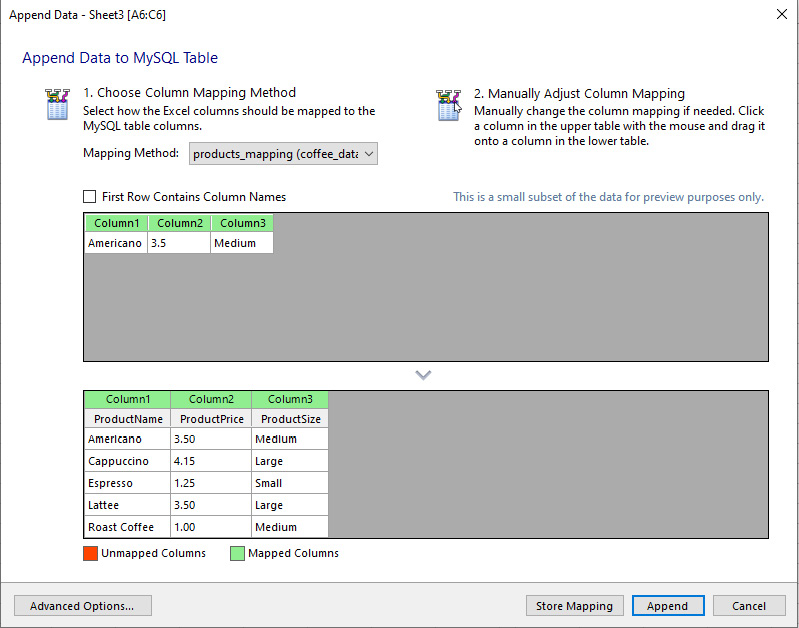 Append Data - Sheet3 [A6:C6]
Append Data to MySQL Table
1. Choose Column Mapping Method
Select how the Excel columns should be mapped to the
MySQL table columns.
Mapping Method: products_mapping (coffee_data
2. Manually Adjust Column Mapping
Manually change the column mapping if needed. Click
a column in the upper table with the mouse and drag it
onto a column in the lower table.
First Row Contains Column Names
This is a small subset of the data for preview purposes only.
Column1 Column2 Column3
Americano 3.5 Medium
Column1 Column2 Column3
ProductName ProductPrice ProductSize
Americano 3.50 Medium
Cappuccino 4.15 Large
Espresso 1.25 Small
Lattee 3.50 Large
Roast Coffee 1.00 Medium
Unmapped Columns Mapped Columns
Advanced Options... Store Mapping Append Cancel